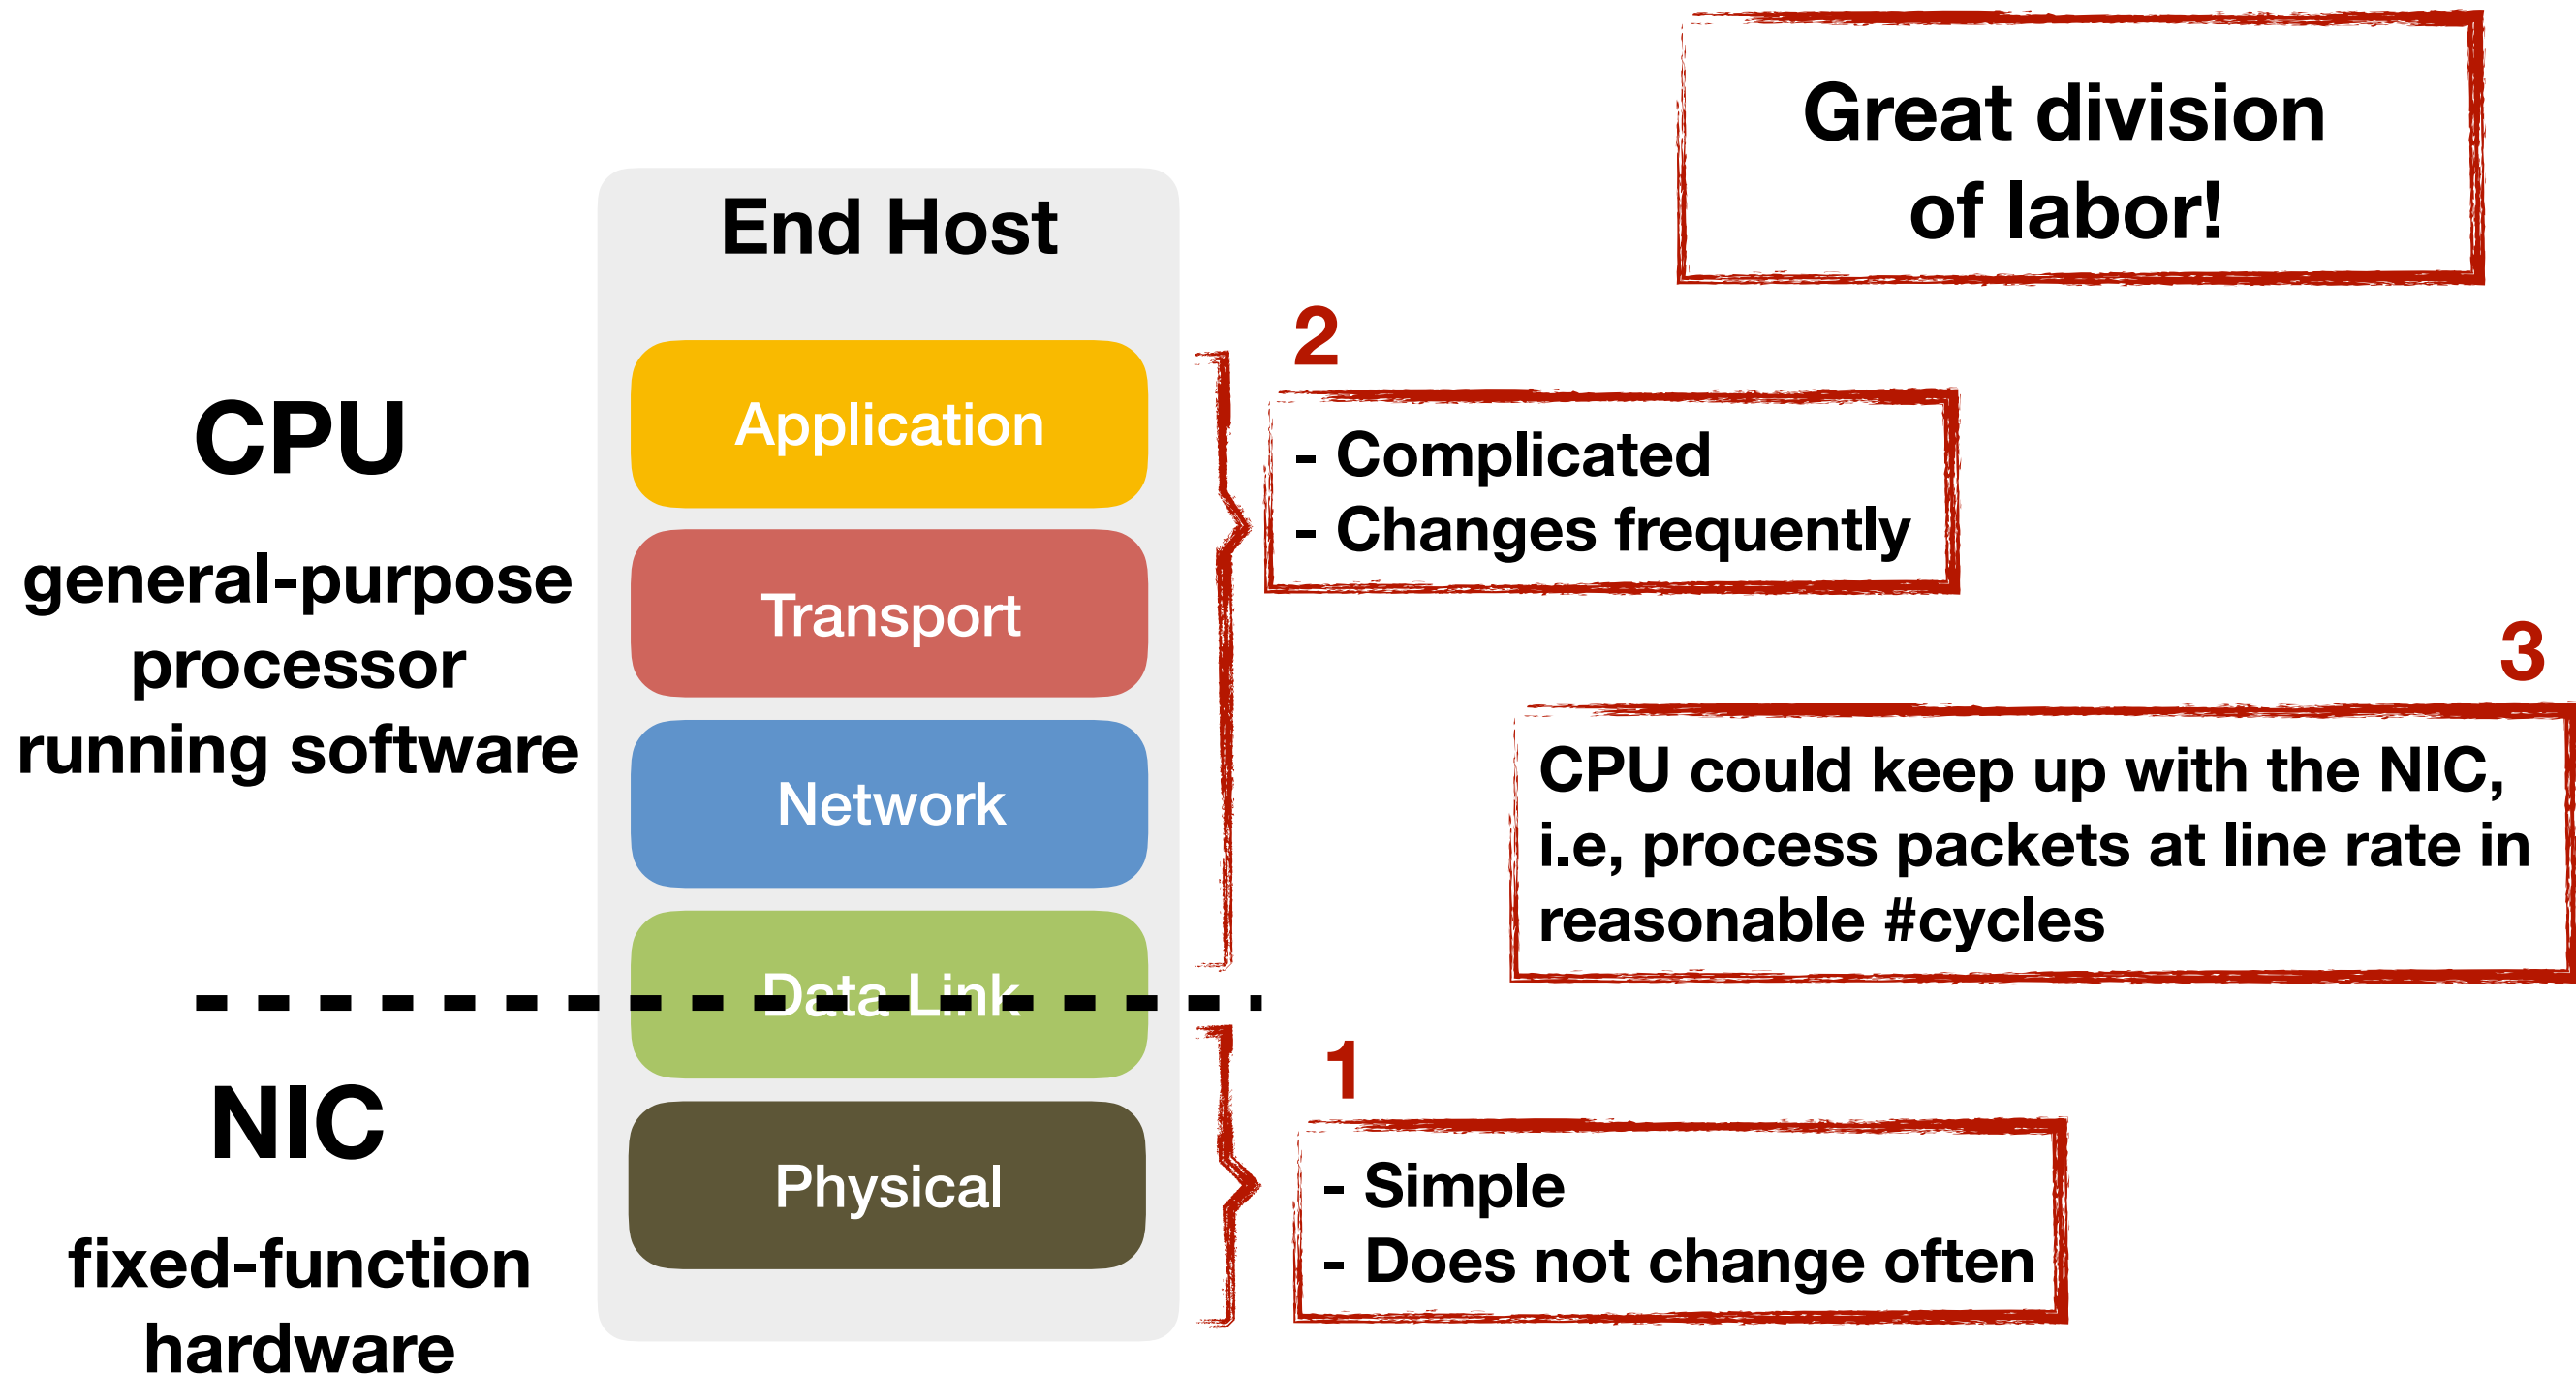 Great division
of labor!
End Host
CPU
general-purpose
processor
running software
Application
Transport
Network
Data Link
Physical
NIC
fixed-function
hardware
2
- Complicated
- Changes frequently
3
CPU could keep up with the NIC,
i.e, process packets at line rate in
reasonable #cycles
1
- Simple
- Does not change often